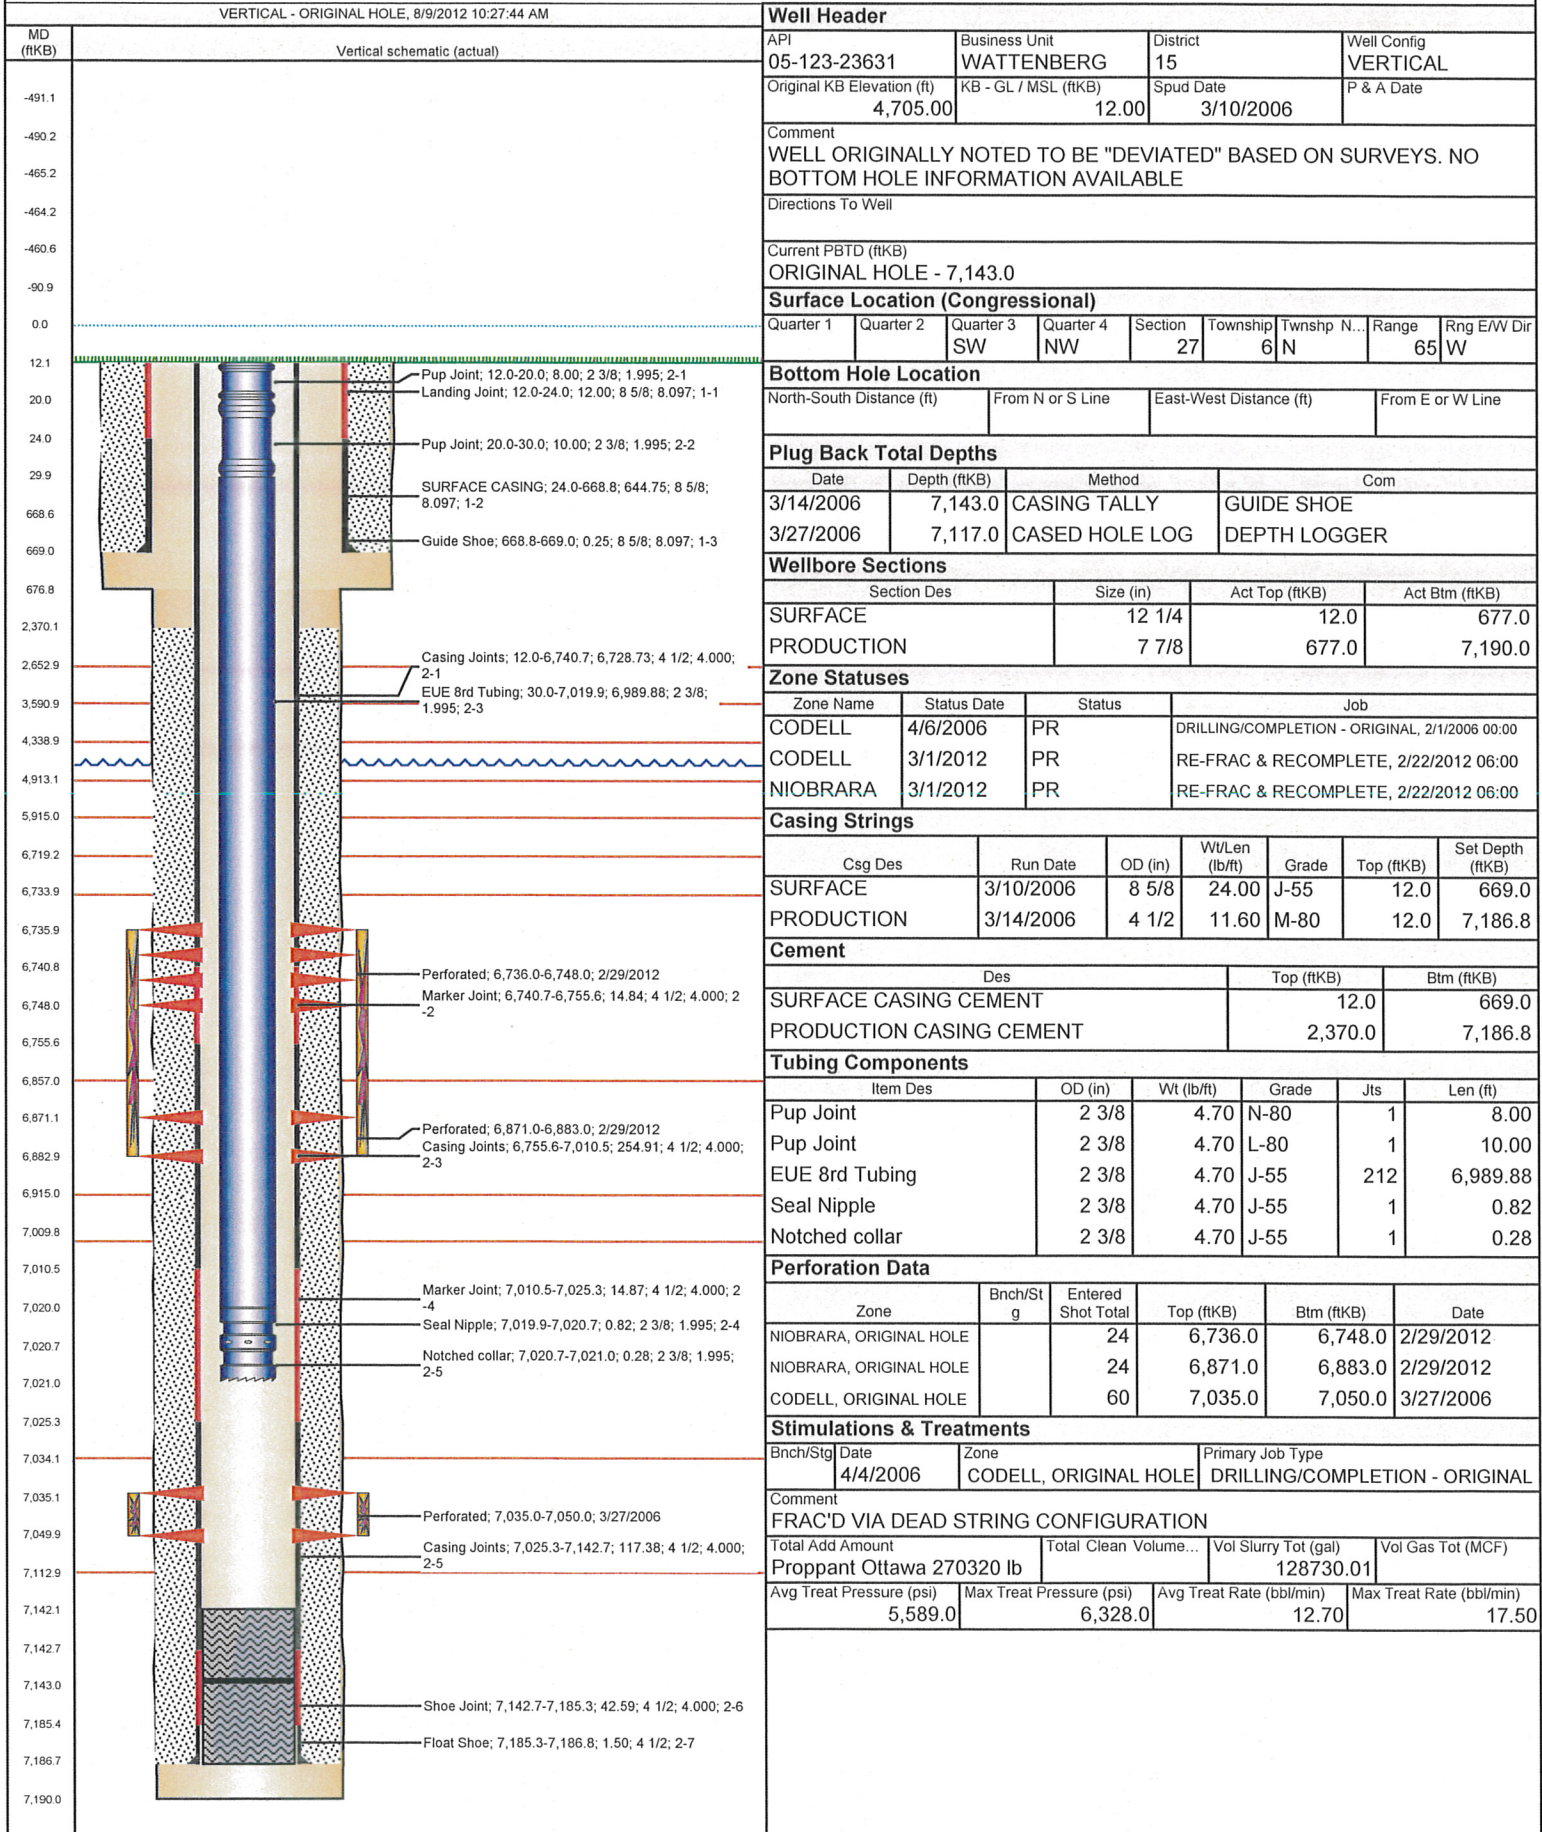 VERTICAL - ORIGINAL HOLE, 8/9/2012 10:27:44 AM
MD (ftKB)
Vertical schematic (actual)
-491.1
-490.2
-465.2
-464.2
-460.6
-90.9
0.0
12.1
20.0
24.0
29.9
668.6
669.0
676.8
2,370.1
2,652.9
3,590.9
4,338.9
4,913.1
5,915.0
6,719.2
6,733.9
6,735.9
6,740.8
6,748.0
6,755.6
6,857.0
6,871.1
6,882.9
6,915.0
7,009.8
7,010.5
7,020.0
7,020.7
7,021.0
7,025.3
7,034.1
7,035.1
7,049.9
7,112.9
7,142.1
7,142.7
7,143.0
7,185.4
7,186.7
7,190.0
Pup Joint; 12.0-20.0; 8.00; 2 3/8; 1.995; 2-1
Landing Joint; 12.0-24.0; 12.00; 8 5/8; 8.097; 1-1
Pup Joint; 20.0-30.0; 10.00; 2 3/8; 1.995; 2-2
SURFACE CASING; 24.0-668.8; 644.75; 8 5/8;
8.097; 1-2
Guide Shoe; 668.8-669.0; 0.25; 8 5/8; 8.097; 1-3
Casing Joints; 12.0-6,740.7; 6,728.73; 4 1/2; 4.000;
2-1
EUE 8rd Tubing; 30.0-7,019.9; 6,989.88; 2 3/8;
1.995; 2-3
Perforated; 6,736.0-6,748.0; 2/29/2012
Marker Joint; 6,740.7-6,755.6; 14.84; 4 1/2; 4.000; 2
-2
Perforated; 6,871.0-6,883.0; 2/29/2012
Casing Joints; 6,755.6-7,010.5; 254.91; 4 1/2; 4.000;
2-3
Marker Joint; 7,010.5-7,025.3; 14.87; 4 1/2; 4.000; 2
-4
Seal Nipple; 7,019.9-7,020.7; 0.82; 2 3/8; 1.995; 2-4
Notched collar; 7,020.7-7,021.0; 0.28; 2 3/8; 1.995;
2-5
Perforated; 7,035.0-7,050.0; 3/27/2006
Casing Joints; 7,025.3-7,142.7; 117.38; 4 1/2; 4.000;
2-5
Shoe Joint; 7,142.7-7,185.3; 42.59; 4 1/2; 4.000; 2-6
Float Shoe; 7,185.3-7,186.8; 1.50; 4 1/2; 2-7
Well Header
API Business Unit District Well Config
05-123-23631 WATTENBERG 15 VERTICAL
Original KB Elevation (ft) KB - GL / MSL (ftKB) Spud Date P & A Date
4,705.00 12.00 3/10/2006
Comment
WELL ORIGINALLY NOTED TO BE "DEVIATED" BASED ON SURVEYS. NO
BOTTOM HOLE INFORMATION AVAILABLE
Directions To Well
Current PBTD (ftKB)
ORIGINAL HOLE - 7,143.0
Surface Location (Congressional)
Quarter 1 Quarter 2 Quarter 3 Quarter 4 Section Township Twnshp N... Range Rng E/W Dir
SW NW 27 6 N 65 W
Bottom Hole Location
North-South Distance (ft) From N or S Line East-West Distance (ft) From E or W Line
Plug Back Total Depths
Date Depth (ftKB) Method Com
3/14/2006 7,143.0 CASING TALLY GUIDE SHOE
3/27/2006 7,117.0 CASED HOLE LOG DEPTH LOGGER
Wellbore Sections
Section Des Size (in) Act Top (ftKB) Act Btm (ftKB)
SURFACE 12 1/4 12.0 677.0
PRODUCTION 7 7/8 677.0 7,190.0
Zone Statuses
Zone Name Status Date Status Job
CODELL 4/6/2006 PR DRILLING/COMPLETION - ORIGINAL, 2/1/2006 00:00
CODELL 3/1/2012 PR RE-FRAC & RECOMPLETE, 2/22/2012 06:00
NIOBRARA 3/1/2012 PR RE-FRAC & RECOMPLETE, 2/22/2012 06:00
Casing Strings
Csg Des Run Date OD (in) Wt/Len (lb/ft) Grade Top (ftKB) Set Depth (ftKB)
SURFACE 3/10/2006 8 5/8 24.00 J-55 12.0 669.0
PRODUCTION 3/14/2006 4 1/2 11.60 M-80 12.0 7,186.8
Cement
Des Top (ftKB) Btm (ftKB)
SURFACE CASING CEMENT 12.0 669.0
PRODUCTION CASING CEMENT 2,370.0 7,186.8
Tubing Components
Item Des OD (in) Wt (lb/ft) Grade Jts Len (ft)
Pup Joint 2 3/8 4.70 N-80 1 8.00
Pup Joint 2 3/8 4.70 L-80 1 10.00
EUE 8rd Tubing 2 3/8 4.70 J-55 212 6,989.88
Seal Nipple 2 3/8 4.70 J-55 1 0.82
Notched collar 2 3/8 4.70 J-55 1 0.28
Perforation Data
Zone Bnch/St g Entered Shot Total Top (ftKB) Btm (ftKB) Date
NIOBRARA, ORIGINAL HOLE 24 6,736.0 6,748.0 2/29/2012
NIOBRARA, ORIGINAL HOLE 24 6,871.0 6,883.0 2/29/2012
CODELL, ORIGINAL HOLE 60 7,035.0 7,050.0 3/27/2006
Stimulations & Treatments
Bnch/Stg Date Zone Primary Job Type
4/4/2006 CODELL, ORIGINAL HOLE DRILLING/COMPLETION - ORIGINAL
Comment
FRAC'D VIA DEAD STRING CONFIGURATION
Total Add Amount Total Clean Volume... Vol Slurry Tot (gal) Vol Gas Tot (MCF)
Proppant Ottawa 270320 lb 128730.01
Avg Treat Pressure (psi) Max Treat Pressure (psi) Avg Treat Rate (bbl/min) Max Treat Rate (bbl/min)
5,589.0 6,328.0 12.70 17.50